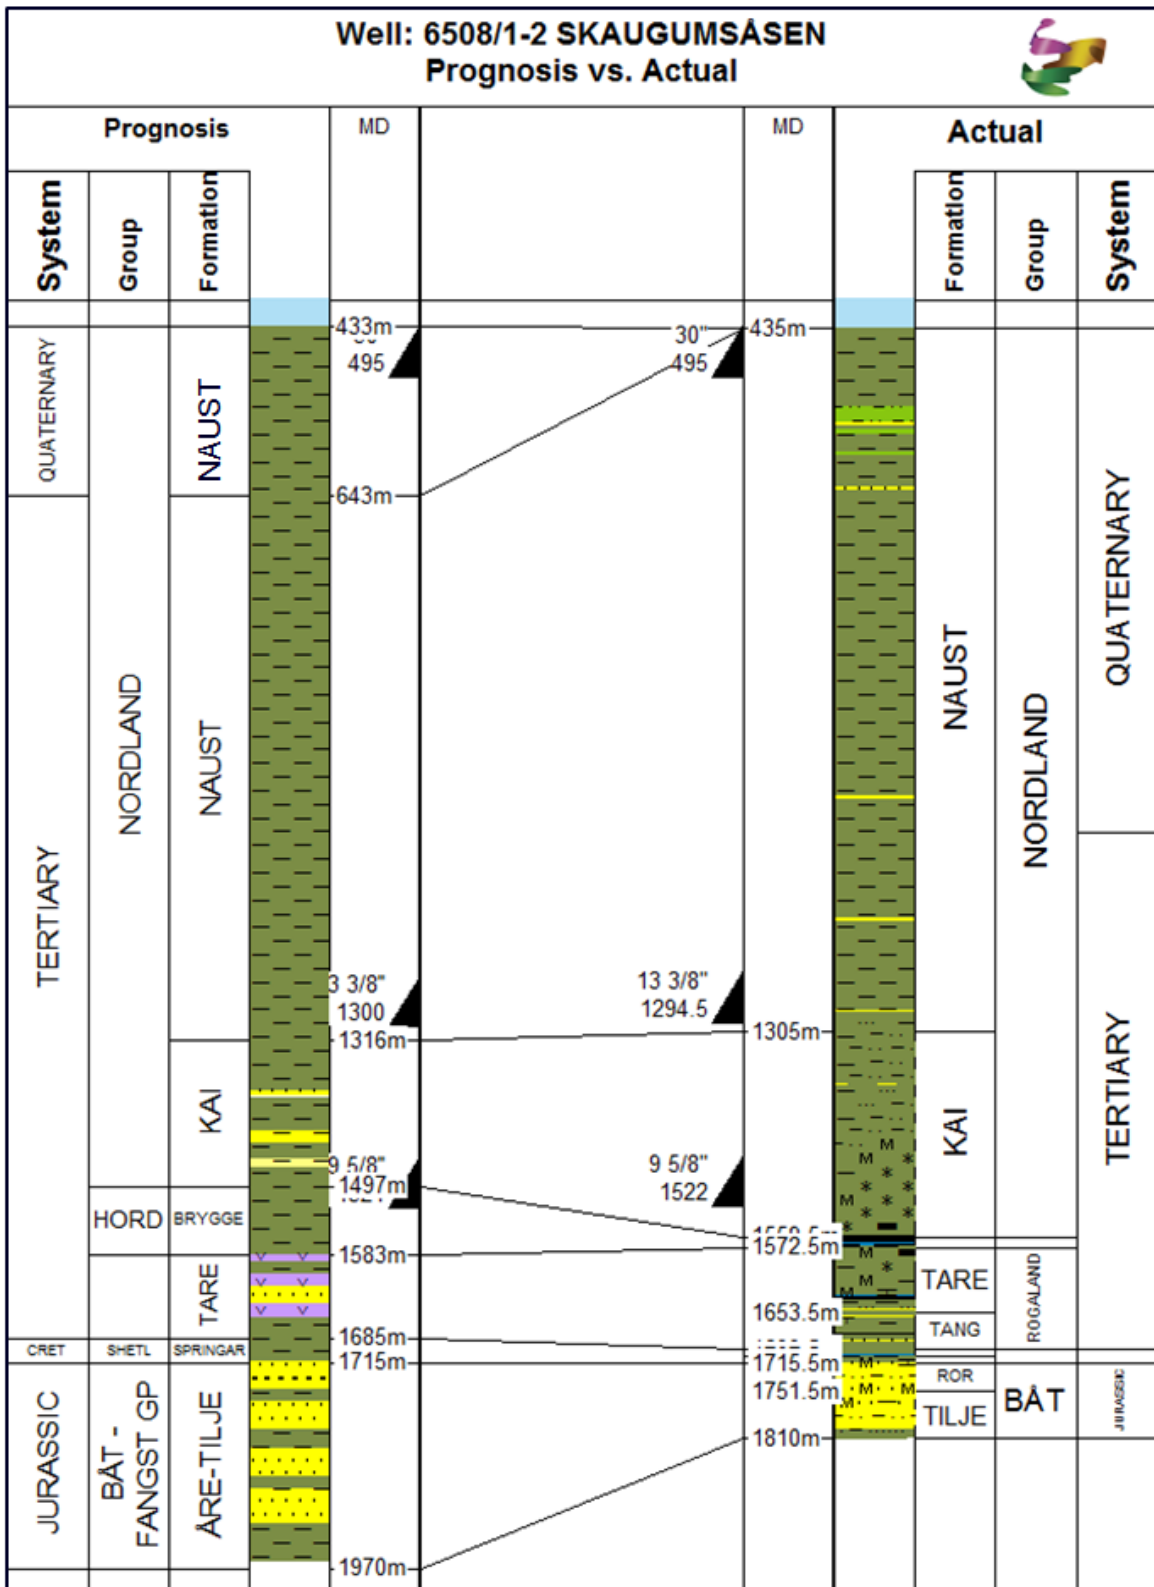 Well: 6508/1-2 SKAUGUMSÅSEN
Prognosis vs. Actual
Prognosis
MD
MD
Actual
System
Group
Formation
Formation
Group
System
433m
30"
435m
495
495
QUATERNARY
NAUST
643m
NORDLAND
NAUST
TERTIARY
NAUST
NORDLAND
QUATERNARY
3 3/8"
1300
13 3/8"
1294.5
1316m
1305m
KAI
KAI
TERTIARY
9 5/8"
1497m
9 5/8"
1522
HORD
BRYGGE
1583m
1572.5m
TARE
TARE
ROGALAND
1653.5m
TANG
1685m
CRET
SHETL
SPRINGAR
1715m
1715.5m
ROR
1751.5m
TILJE
BÅT
JURASSIC
1810m
JURASSIC
BÅT -
FANGST GP
ÅRE-TILJE
1970m